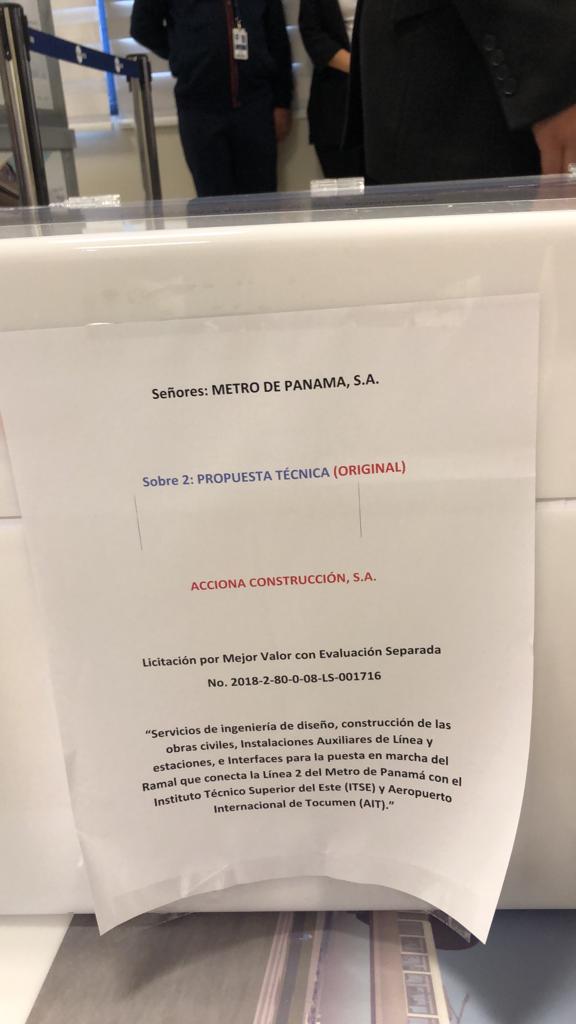 Señores: METRO DE PANAMA, S.A.
Sobre 2: PROPUESTA TÉCNICA (ORIGINAL)
ACCIONA CONSTRUCCIÓN, S.A.
Licitación por Mejor Valor con Evaluación Separada
No. 2018-2-80-0-08-LS-001716
“Servicios de ingeniería de diseño, construcción de las
obras civiles, Instalaciones Auxiliares de Línea y
estaciones, e Interfaces para la puesta en marcha del
Ramal que conecta la Línea 2 del Metro de Panamá con el
Instituto Técnico Superior del Este (ITSE) y Aeropuerto
Internacional de Tocumen (AIT).”